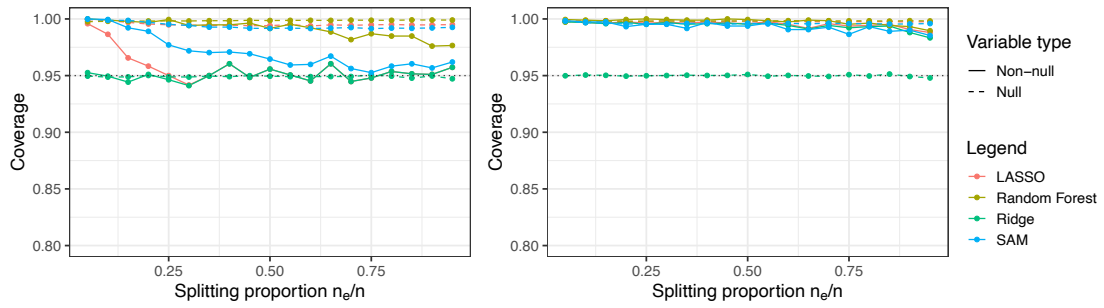 Coverage
1.00
0.95
0.90
0.85
0.80
0.25
0.50
0.75
Splitting proportion nₑ/n
Coverage
1.00
0.95
0.90
0.85
0.80
0.25
0.50
0.75
Splitting proportion nₑ/n
Variable type
Non−null
Null
Legend
LASSO
Random Forest
Ridge
SAM